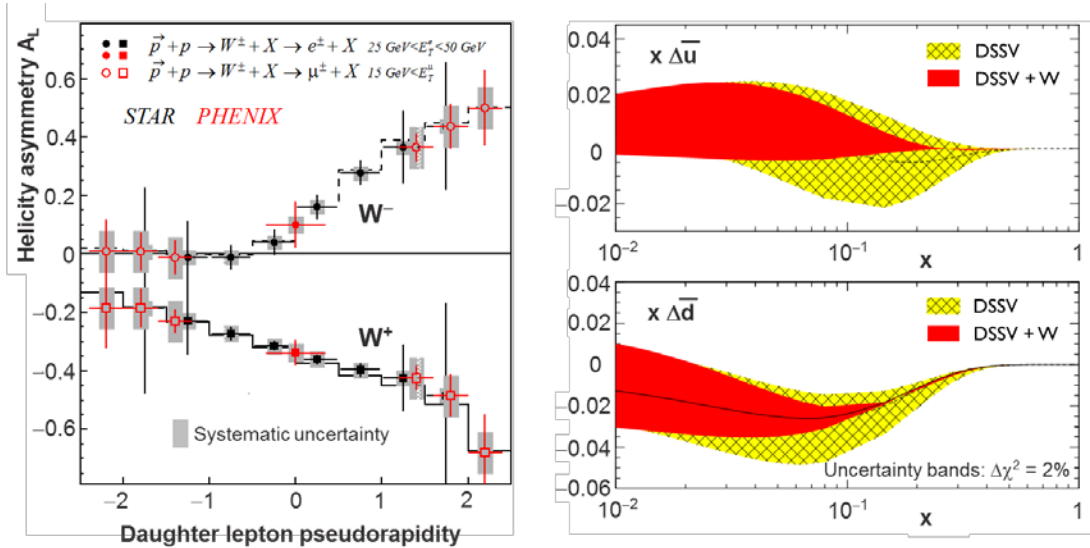 Helicity asymmetry A_L
0.6
0.4
0.2
0
−0.2
−0.4
−0.6
p⃗ + p → W± + X → e± + X 25 GeV<E_T^e<50 GeV
p⃗ + p → W± + X → μ± + X 15 GeV<E_T^μ
STAR PHENIX
W−
W+
Systematic uncertainty
−2 −1 0 1 2
Daughter lepton pseudorapidity
0.04
0.02
0
−0.02
x Δu̅
DSSV
DSSV + W
10⁻² 10⁻¹ 1
x
0.04
0.02
0
−0.02
−0.04
−0.06
x Δd̅
DSSV
DSSV + W
Uncertainty bands: Δχ² = 2%
10⁻² 10⁻¹ 1
x